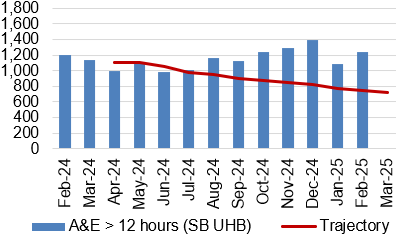 1,800
1,600
1,400
1,200
1,000
800
600
400
200
0
Feb-24
Mar-24
Apr-24
May-24
Jun-24
Jul-24
Aug-24
Sep-24
Oct-24
Nov-24
Dec-24
Jan-25
Feb-25
Mar-25
A&E > 12 hours (SB UHB) Trajectory